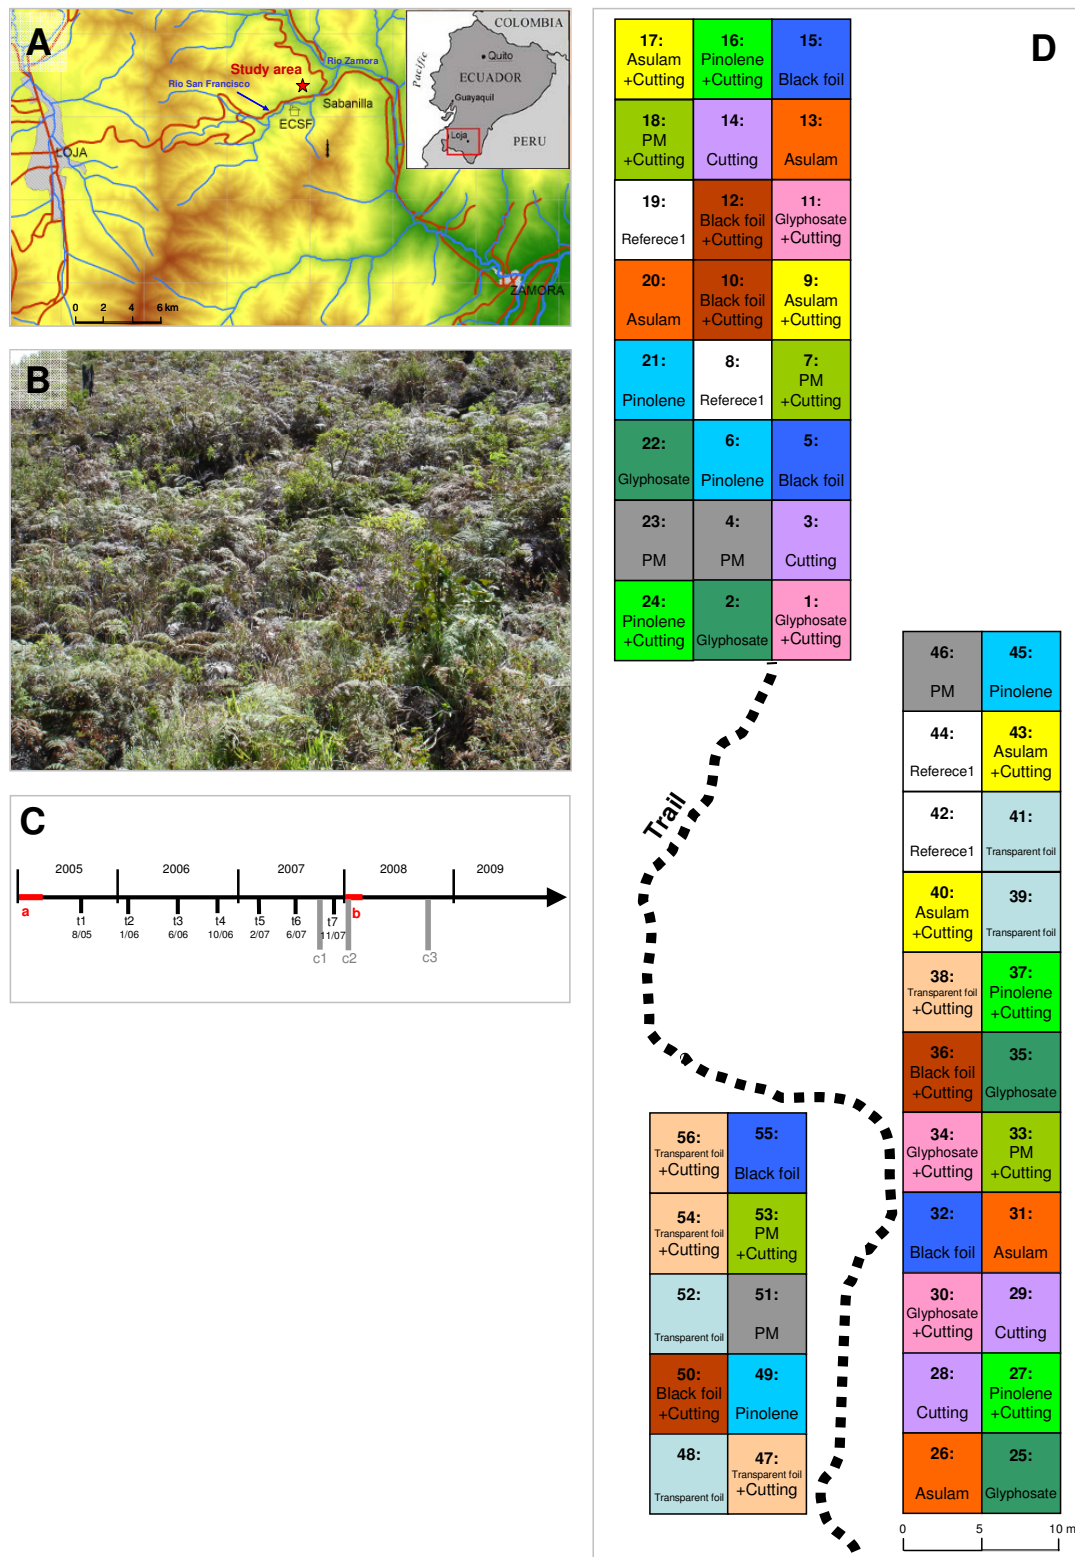 A
COLOMBIA
Quito
Pacific
ECUADOR
Guayaquil
Loja
PERU
Rio Zamora
Study area
Rio San Francisco
Sabanilla
ECSF
LOJA
ZAMORA
0 2 4 6 km
B
C
2005 2006 2007 2008 2009
a
b
t1 t2 t3 t4 t5 t6 t7
8/05 1/06 6/06 10/06 2/07 6/07 11/07
c1 c2 c3
D
17:
Asulam
+Cutting
16:
Pinolene
+Cutting
15:
Black foil
18:
PM
+Cutting
14:
Cutting
13:
Asulam
19:
Referece1
12:
Black foil
+Cutting
11:
Glyphosate
+Cutting
20:
Asulam
10:
Black foil
+Cutting
9:
Asulam
+Cutting
21:
Pinolene
8:
Referece1
7:
PM
+Cutting
22:
Glyphosate
6:
Pinolene
5:
Black foil
23:
PM
4:
PM
3:
Cutting
24:
Pinolene
+Cutting
2:
Glyphosate
1:
Glyphosate
+Cutting
Trail
46:
PM
45:
Pinolene
44:
Referece1
43:
Asulam
+Cutting
42:
Referece1
41:
Transparent foil
40:
Asulam
+Cutting
39:
Transparent foil
38:
Transparent foil
+Cutting
37:
Pinolene
+Cutting
36:
Black foil
+Cutting
35:
Glyphosate
34:
Glyphosate
+Cutting
33:
PM
+Cutting
32:
Black foil
31:
Asulam
30:
Glyphosate
+Cutting
29:
Cutting
28:
Cutting
27:
Pinolene
+Cutting
26:
Asulam
25:
Glyphosate
56:
Transparent foil
+Cutting
55:
Black foil
54:
Transparent foil
+Cutting
53:
PM
+Cutting
52:
Transparent foil
51:
PM
50:
Black foil
+Cutting
49:
Pinolene
48:
Transparent foil
47:
Transparent foil
+Cutting
0 5 10 m